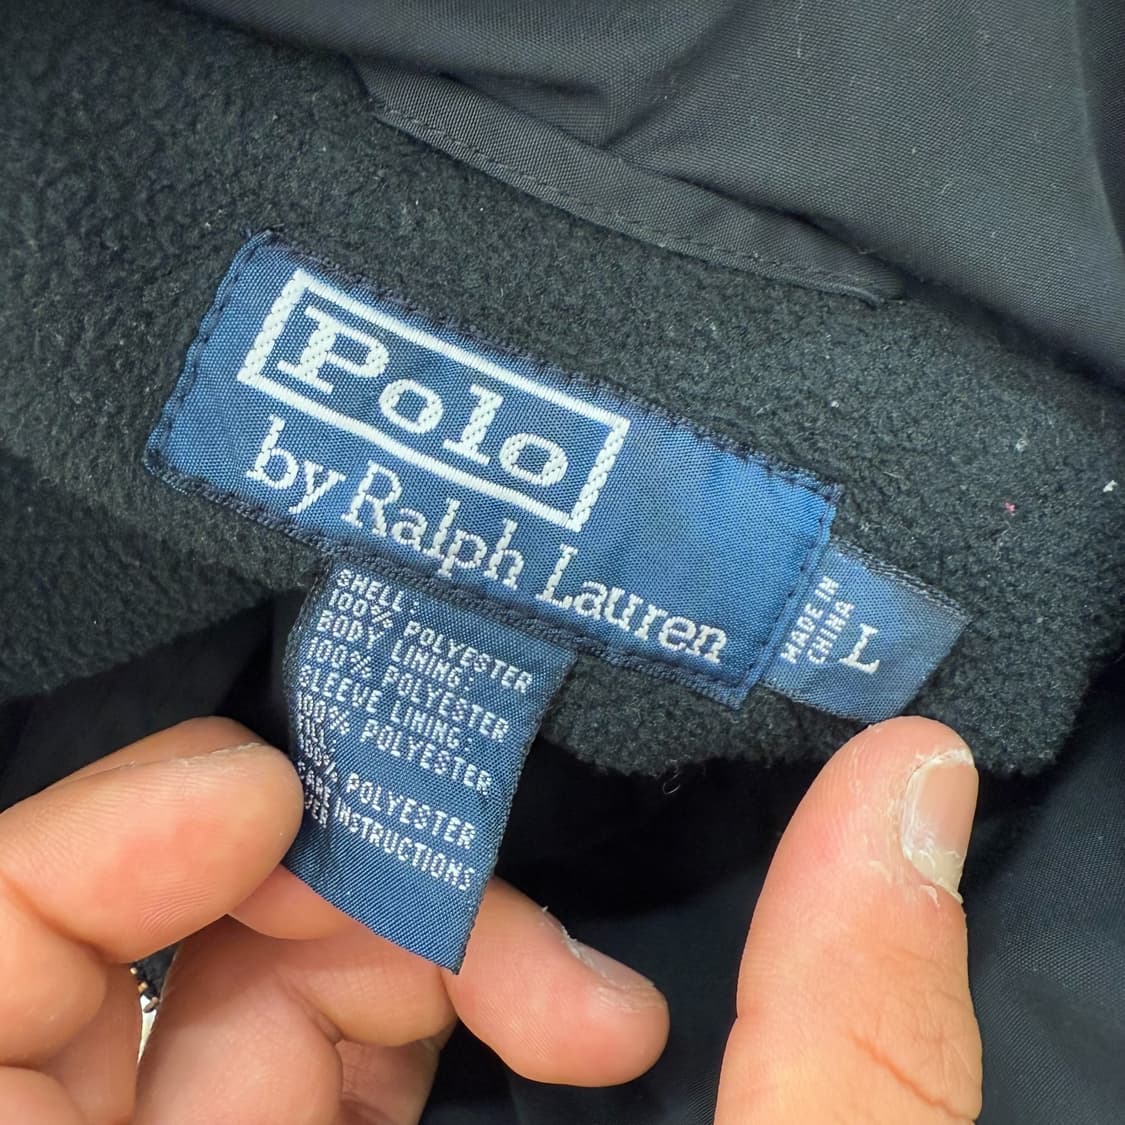 Polo
by Ralph Lauren
MADE IN
CHINA
L
SHELL:
100% POLYESTER
BODY LINING:
100% POLYESTER
SLEEVE LINING:
100% POLYESTER
100% POLYESTER
INSTRUCTIONS